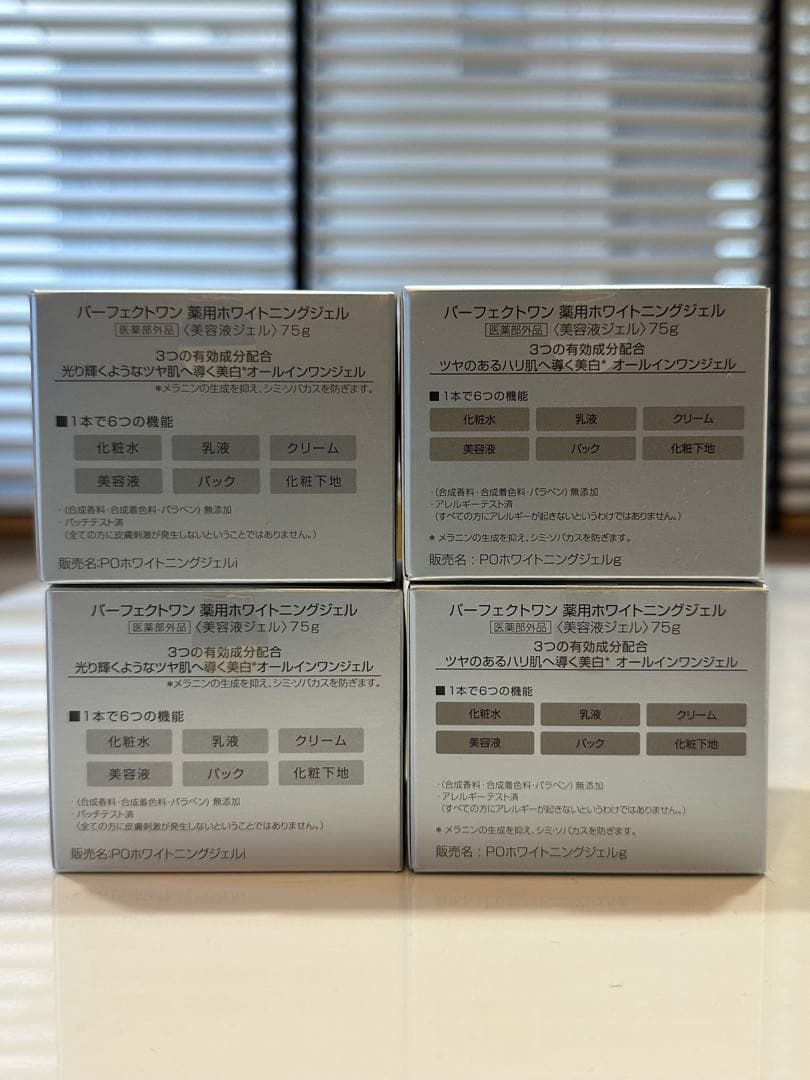 パーフェクトワン 薬用ホワイトニングジェル
医薬部外品 〈美容液ジェル〉75g
3つの有効成分配合
光り輝くようなツヤ肌へ導く美白*オールインワンジェル
*メラニンの生成を抑え、シミ・ソバカスを防ぎます。
■1本で6つの機能
化粧水 乳液 クリーム
美容液 パック 化粧下地
・(合成香料・合成着色料・パラベン) 無添加
・パッチテスト済
(全ての方に皮膚刺激が発生しないということではありません。)
販売名:POホワイトニングジェルi
パーフェクトワン 薬用ホワイトニングジェル
医薬部外品 〈美容液ジェル〉75g
3つの有効成分配合
ツヤのあるハリ肌へ導く美白* オールインワンジェル
■1本で6つの機能
化粧水 乳液 クリーム
美容液 パック 化粧下地
・(合成香料・合成着色料・パラベン) 無添加
・アレルギーテスト済
(すべての方にアレルギーが起きないというわけではありません。)
* メラニンの生成を抑え、シミ・ソバカスを防ぎます。
販売名：POホワイトニングジェルg
パーフェクトワン 薬用ホワイトニングジェル
医薬部外品 〈美容液ジェル〉75g
3つの有効成分配合
光り輝くようなツヤ肌へ導く美白*オールインワンジェル
*メラニンの生成を抑え、シミ・ソバカスを防ぎます。
■1本で6つの機能
化粧水 乳液 クリーム
美容液 パック 化粧下地
・(合成香料・合成着色料・パラベン) 無添加
・パッチテスト済
(全ての方に皮膚刺激が発生しないということではありません。)
販売名:POホワイトニングジェルi
パーフェクトワン 薬用ホワイトニングジェル
医薬部外品 〈美容液ジェル〉75g
3つの有効成分配合
ツヤのあるハリ肌へ導く美白* オールインワンジェル
■1本で6つの機能
化粧水 乳液 クリーム
美容液 パック 化粧下地
・(合成香料・合成着色料・パラベン) 無添加
・アレルギーテスト済
(すべての方にアレルギーが起きないというわけではありません。)
* メラニンの生成を抑え、シミ・ソバカスを防ぎます。
販売名：POホワイトニングジェルg